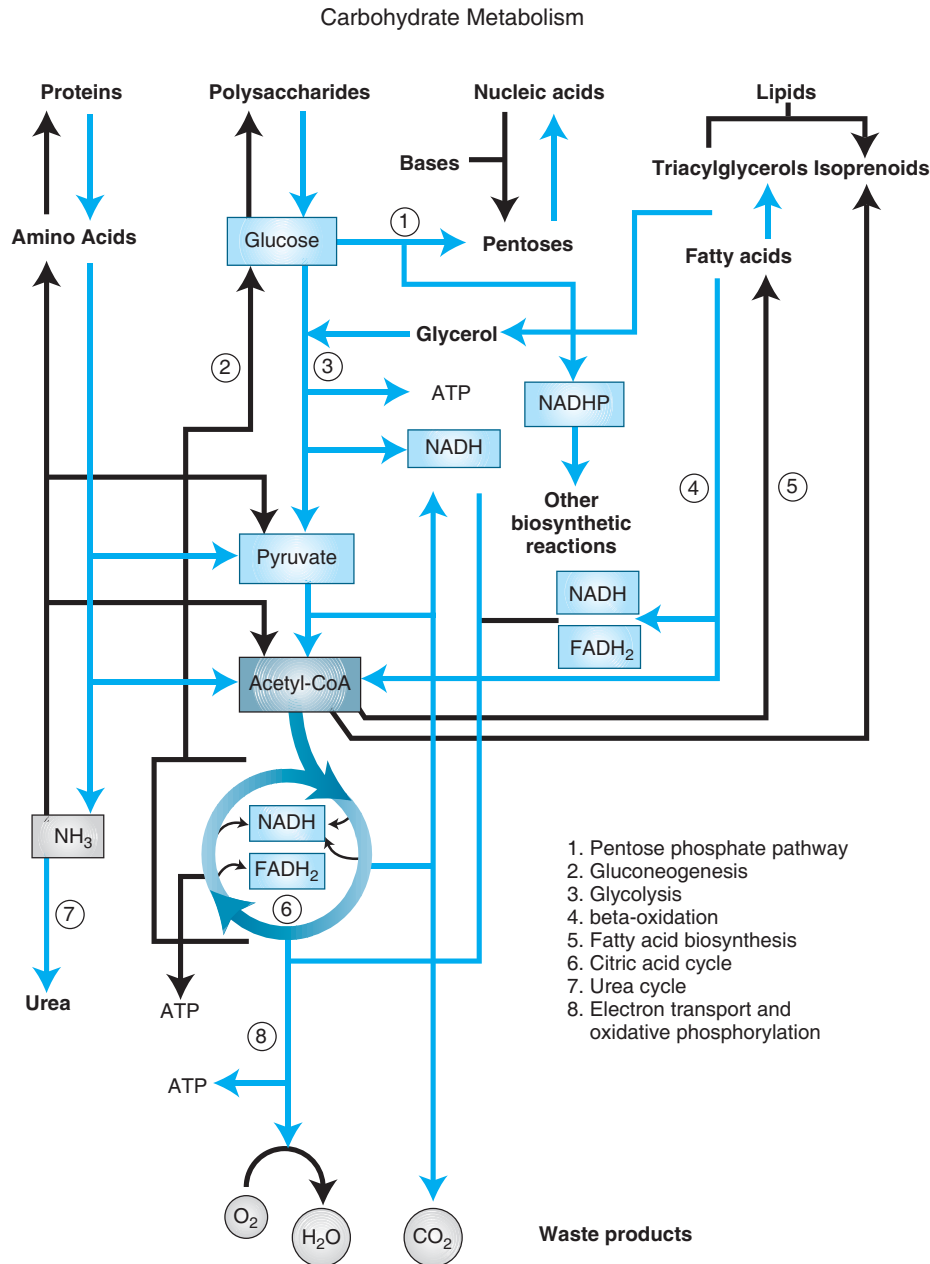 Carbohydrate Metabolism
Proteins
Polysaccharides
Nucleic acids
Lipids
Bases
Triacylglycerols Isoprenoids
1
Amino Acids
Glucose
Pentoses
Fatty acids
Glycerol
2
3
ATP
NADHP
NADH
4
5
Other
biosynthetic
reactions
Pyruvate
NADH
FADH2
Acetyl-CoA
NADH
NH3
FADH2
6
7
Urea
ATP
1. Pentose phosphate pathway
2. Gluconeogenesis
3. Glycolysis
4. beta-oxidation
5. Fatty acid biosynthesis
6. Citric acid cycle
7. Urea cycle
8. Electron transport and
oxidative phosphorylation
8
ATP
O2
H2O
CO2
Waste products